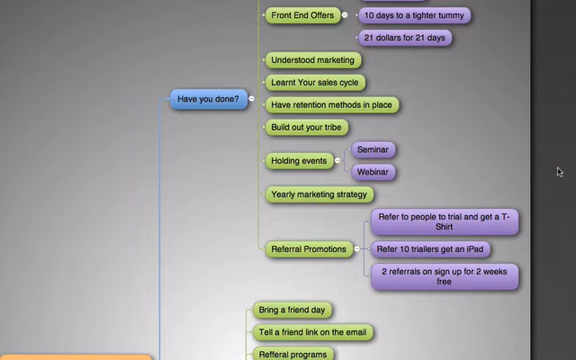 Front End Offers
10 days to a tighter tummy
21 dollars for 21 days
Understood marketing
Learnt Your sales cycle
Have you done?
Have retention methods in place
Build out your tribe
Holding events
Seminar
Webinar
Yearly marketing strategy
Refer to people to trial and get a T-
Shirt
Referral Promotions
Refer 10 triallers get an iPad
2 referrals on sign up for 2 weeks
free
Bring a friend day
Tell a friend link on the email
Refferal programs